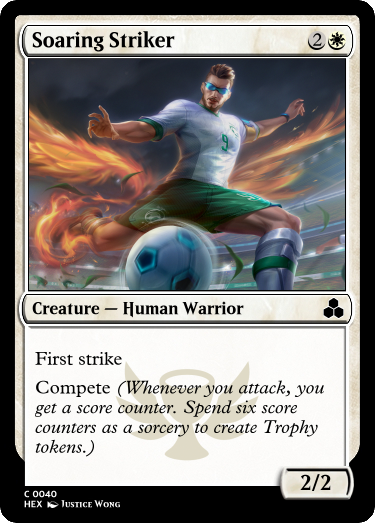 Soaring Striker 2
9
Creature — Human Warrior
First strike
Compete (Whenever you attack, you
get a score counter. Spend six score
counters as a sorcery to create Trophy
tokens.)
2/2
C 0040
HEX Justice Wong